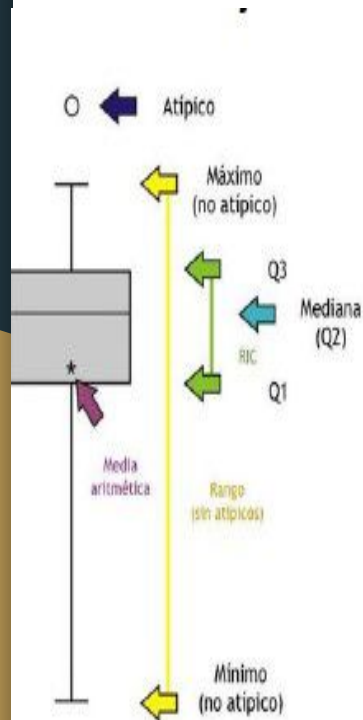 Atípico
Máximo
(no atípico)
Q3
Mediana
(Q2)
RIC
Q1
Media
aritmética
Rango
(sin atípicos)
Mínimo
(no atípico)